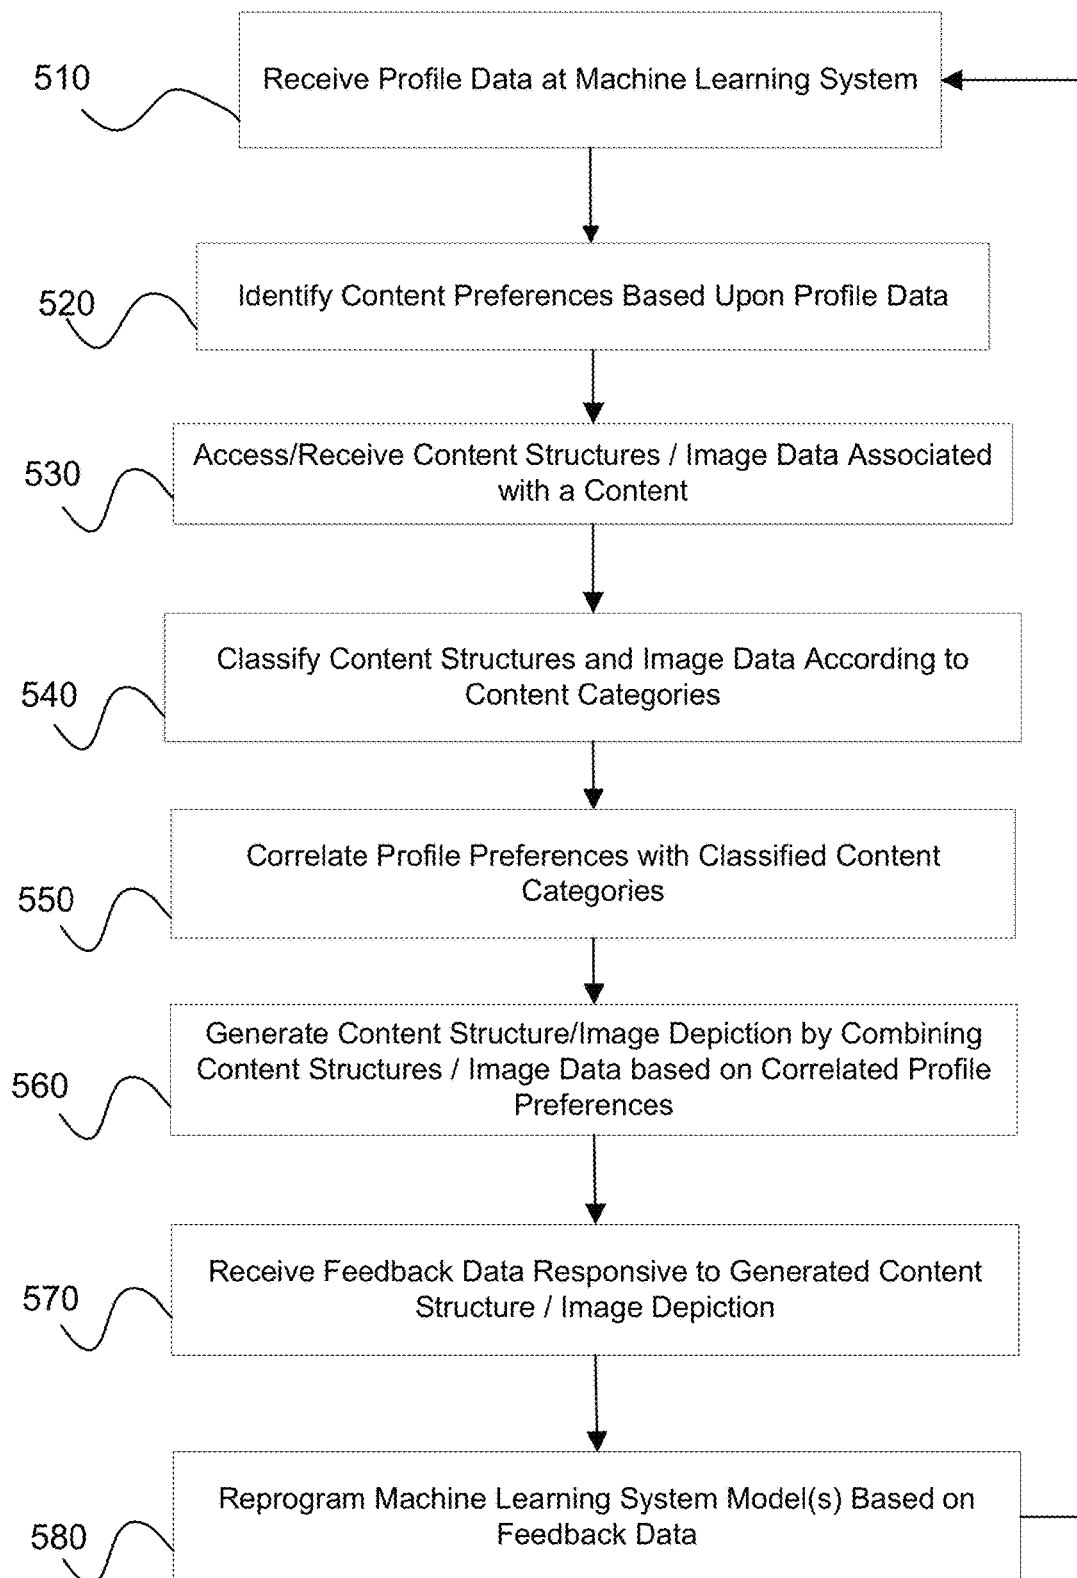 510
Receive Profile Data at Machine Learning System
520
Identify Content Preferences Based Upon Profile Data
530
Access/Receive Content Structures / Image Data Associated
with a Content
540
Classify Content Structures and Image Data According to
Content Categories
550
Correlate Profile Preferences with Classified Content
Categories
560
Generate Content Structure/Image Depiction by Combining
Content Structures / Image Data based on Correlated Profile
Preferences
570
Receive Feedback Data Responsive to Generated Content
Structure / Image Depiction
580
Reprogram Machine Learning System Model(s) Based on
Feedback Data